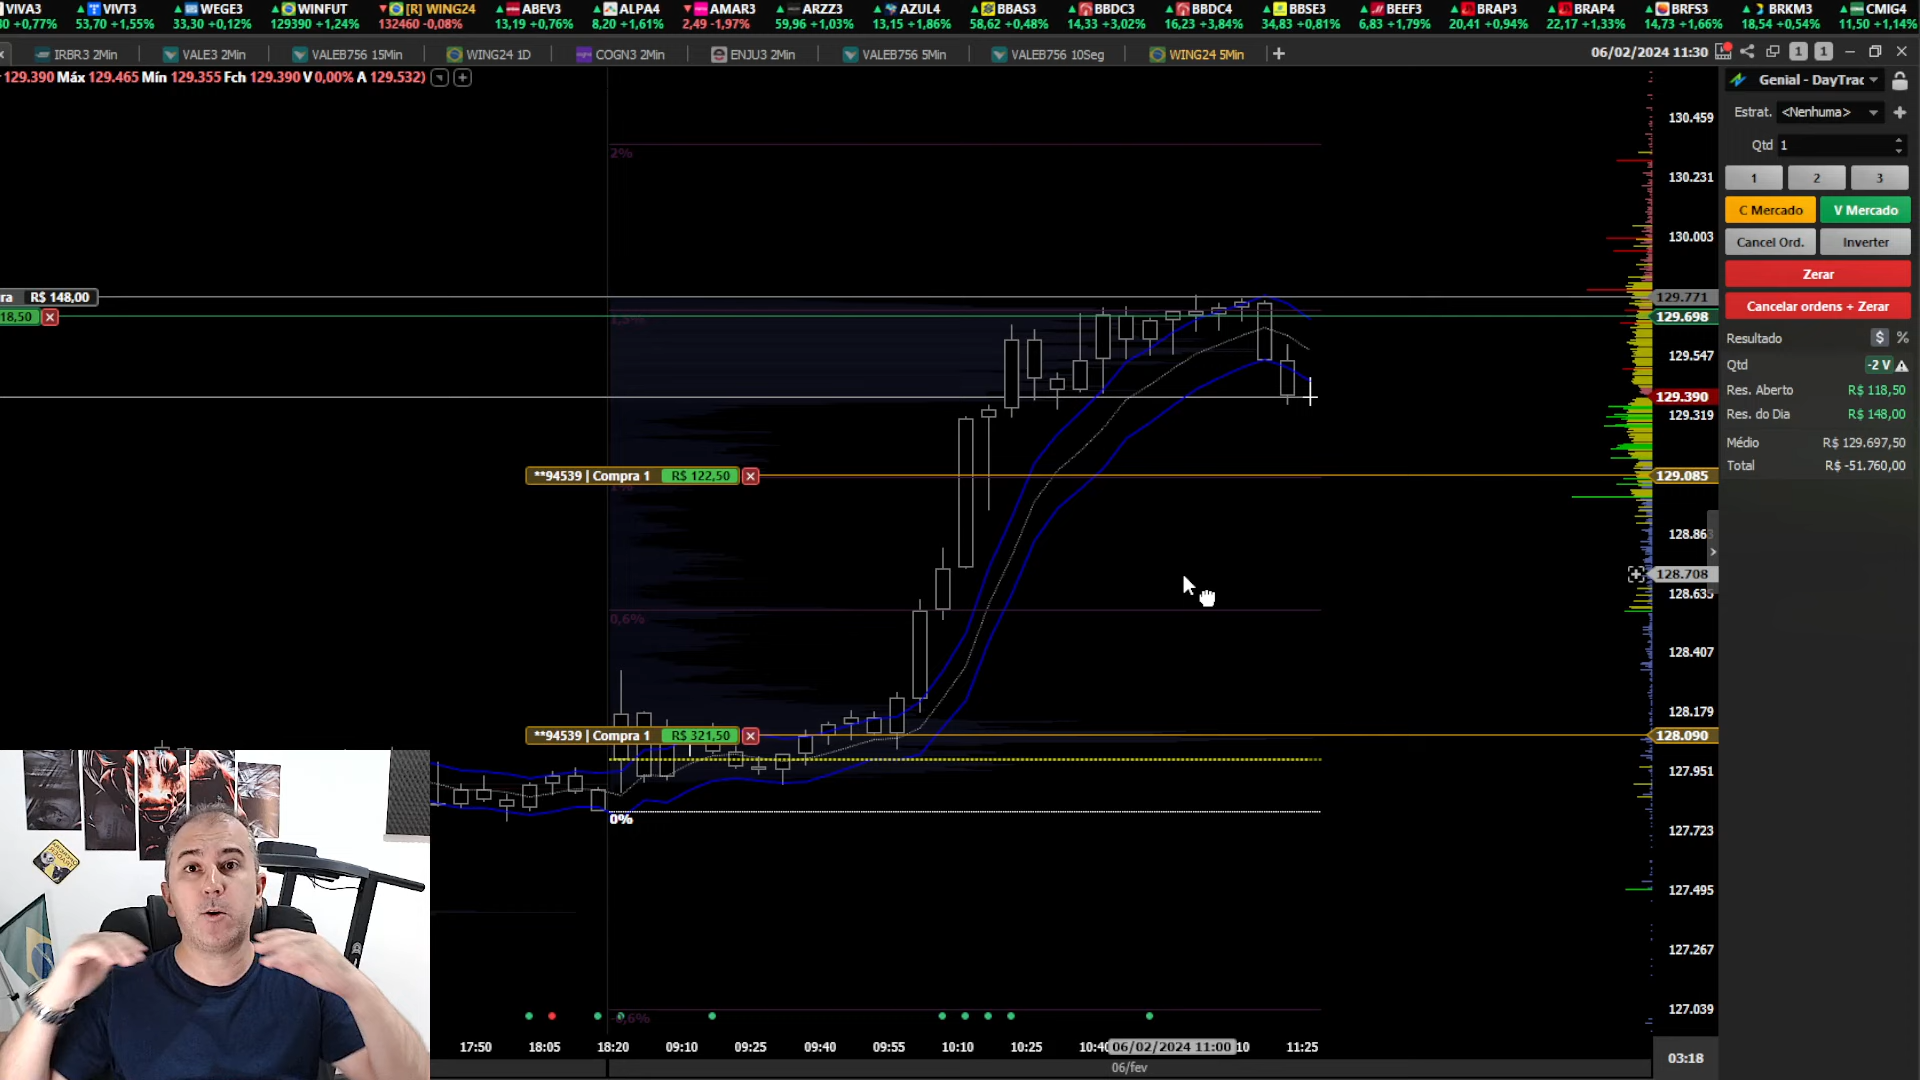 VIVA3 VIVT3 WEGE3 WINFUT [R] WING24 ABEV3 ALPA4 AMAR3 ARZZ3 AZUL4 BBAS3 BBDC3 BBDC4 BBSE3 BEEF3 BRAP3 BRAP4 BRFS3 BRKM3 CMIG4
+0,77% 53,70 +1,55% 33,30 +0,12% 129390 +1,24% 132460 -0,08% 13,19 +0,76% 8,20 +1,61% 2,49 -1,97% 59,96 +1,03% 13,15 +1,86% 58,62 +0,48% 14,33 +3,02% 16,23 +3,84% 34,83 +0,81% 6,83 +1,79% 20,41 +0,94% 22,17 +1,33% 14,73 +1,66% 18,54 +0,54% 11,50 +1,14%
IRBR3 2Min VALE3 2Min VALEB756 15Min WING24 1D COGN3 2Min ENJU3 2Min VALEB756 5Min VALEB756 10Seg WING24 5Min + 06/02/2024 11:30 1 1
129.390 Máx 129.465 Mín 129.355 Fch 129.390 V 0,00% A 129.532)
Genial - DayTrac
Estrat. <Nenhuma>
Qtd 1
1 2 3
C Mercado V Mercado
Cancel Ord. Inverter
Zerar
Cancelar ordens + Zerar
Resultado $ %
Qtd -2 V
Res. Aberto R$ 118,50
Res. do Dia R$ 148,00
Médio R$ 129.697,50
Total R$ -51.760,00
130.459
2%
130.231
130.003
ra R$ 148,00
129.771
18,50
1,5%
129.698
129.547
129.390
129.319
**94539 | Compra 1 R$ 122,50
129.085
1%
128.863
128.708
128.635
0,6%
128.407
128.179
**94539 | Compra 1 R$ 321,50
128.090
127.951
0%
127.723
127.495
127.267
127.039
-0,6%
17:50 18:05 18:20 09:10 09:25 09:40 09:55 10:10 10:25 10:40 06/02/2024 11:00 10 11:25
06/fev
03:18